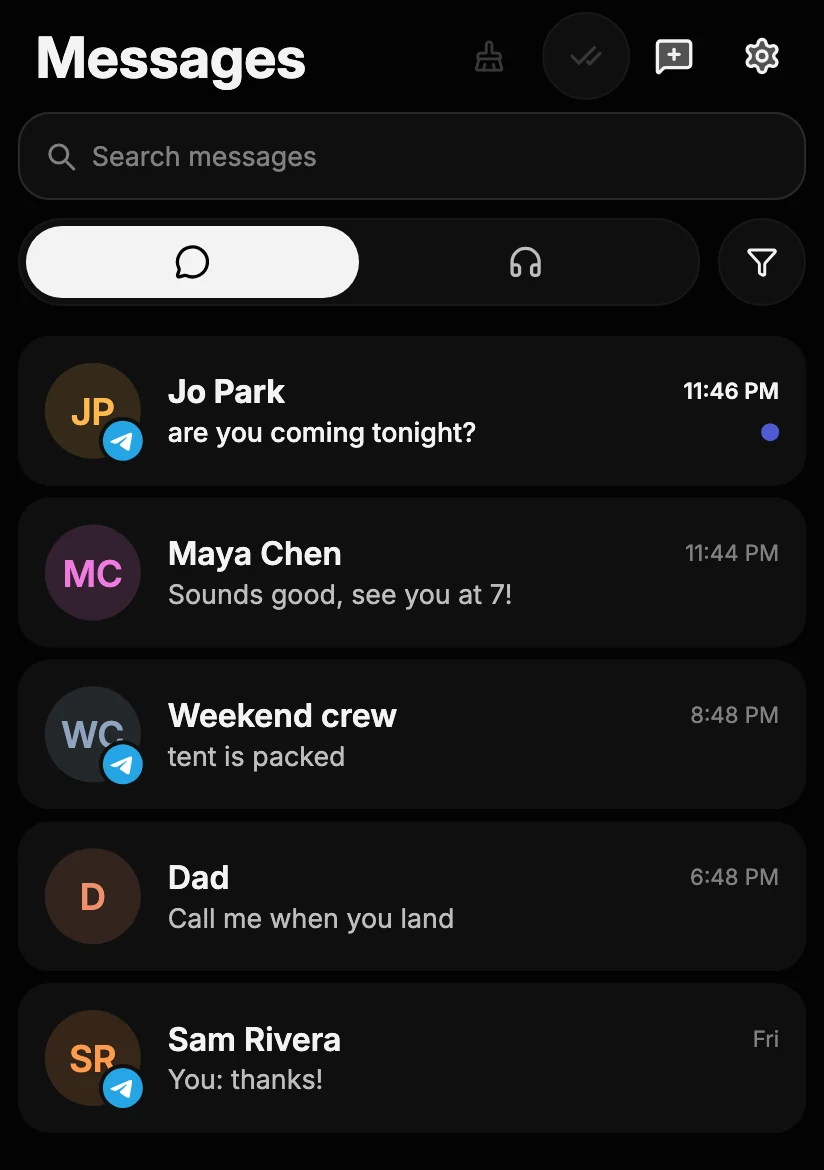 Messages
Search messages
JP
Jo Park
11:46 PM
are you coming tonight?
MC
Maya Chen
11:44 PM
Sounds good, see you at 7!
WC
Weekend crew
8:48 PM
tent is packed
D
Dad
6:48 PM
Call me when you land
SR
Sam Rivera
Fri
You: thanks!